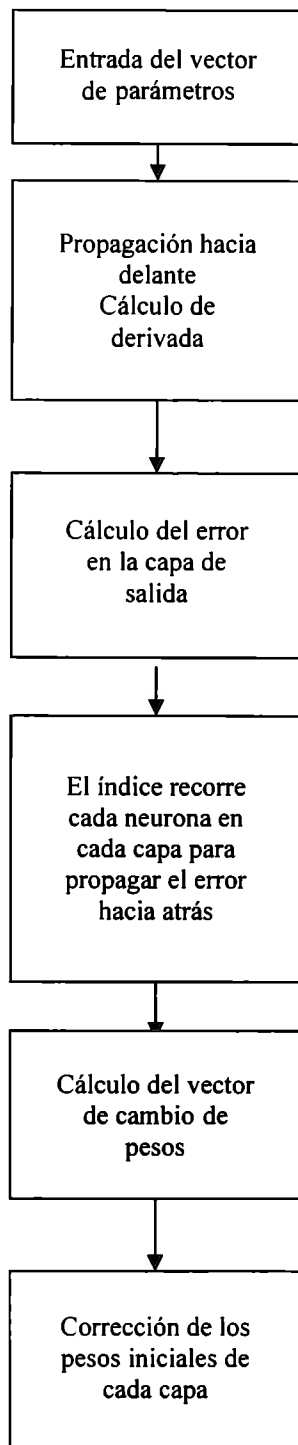 Entrada del vector
de parámetros
Propagación hacia
delante
Cálculo de
derivada
Cálculo del error
en la capa de
salida
El índice recorre
cada neurona en
cada capa para
propagar el error
hacia atrás
Cálculo del vector
de cambio de
pesos
Corrección de los
pesos iniciales de
cada capa